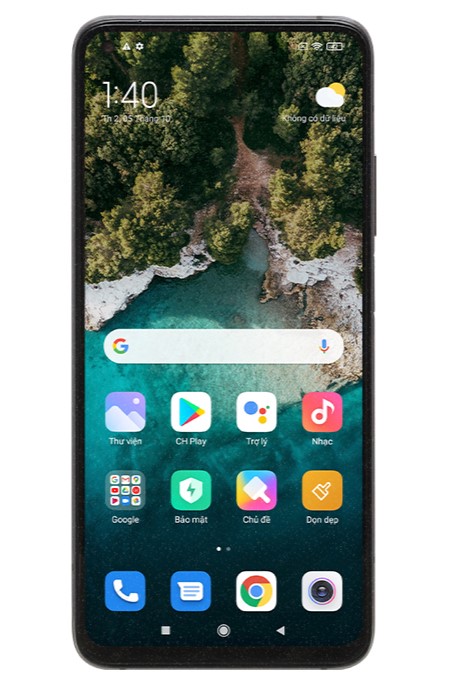 1:40
Th 2, 05 Tháng 10
Không có dữ liệu
Thư viện
CH Play
Trợ lý
Nhạc
Google
Bảo mật
Chủ đề
Dọn dẹp